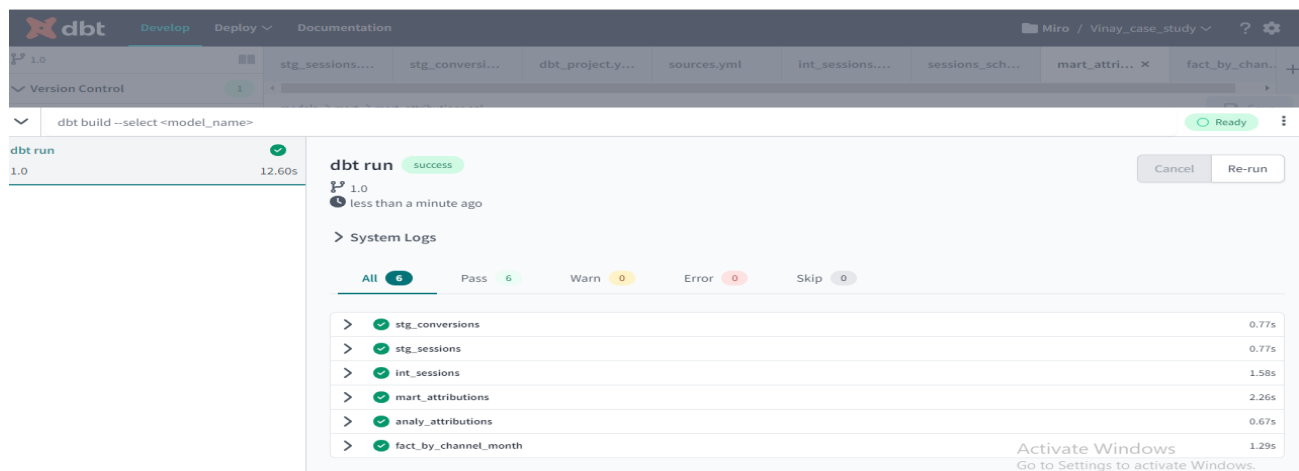 dbt Develop Deploy Documentation Miro / Vinay_case_study ?
1.0 stg_sessions.... stg_conversi... dbt_project.y... sources.yml int_sessions.... sessions_sch... mart_attri... × fact_by_chan.. +
Version Control 1
dbt build --select <model_name> Ready
dbt run
1.0 12.60s
dbt run success Cancel Re-run
1.0
less than a minute ago
System Logs
All 6 Pass 6 Warn 0 Error 0 Skip 0
stg_conversions 0.77s
stg_sessions 0.77s
int_sessions 1.58s
mart_attributions 2.26s
analy_attributions 0.67s
fact_by_channel_month 1.29s
Activate Windows
Go to Settings to activate Windows.